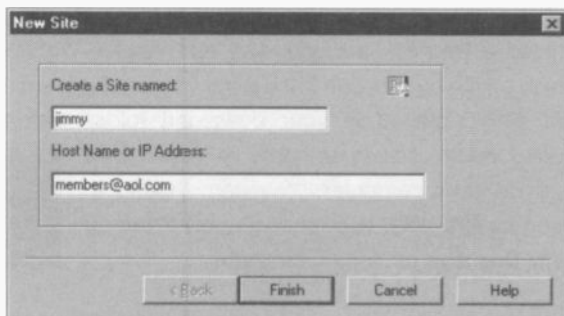 New Site
Create a Site named:
jimmy
Host Name or IP Address:
members@aol.com
< Back Finish Cancel Help